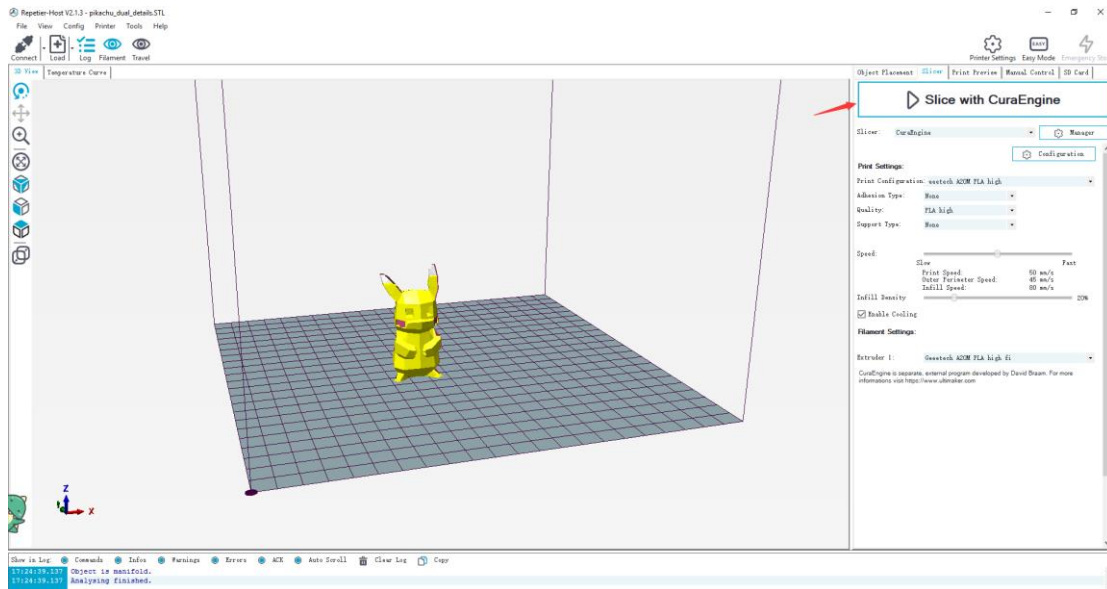 Repetier-Host V2.1.3 - pikachu_dual_details.STL
File View Config Printer Tools Help
Connect Load Log Filament Travel Printer Settings Easy Mode Emergency Sto
EASY
3D View Temperature Curve
Object Placement Slicer Print Preview Manual Control SD Card
Slice with CuraEngine
Slicer: CuraEngine Manager
Configuration
Print Settings:
Print Configuration: eeetech A20M PLA high
Adhesion Type: None
Quality: PLA high
Support Type: None
Speed:
Slow Fast
Print Speed: 50 mm/s
Outer Perimeter Speed: 45 mm/s
Infill Speed: 80 mm/s
Infill Density 20%
Enable Cooling
Filament Settings:
Extruder 1: Geeetech A20M PLA high fi
CuraEngine is separate, external program developed by David Braam. For more
informations visit https://www.ultimaker.com
Z
X
Show in Log: Commands Infos Warnings Errors ACK Auto Scroll Clear Log Copy
17:24:39.137 Object is manifold.
17:24:39.137 Analysing finished.